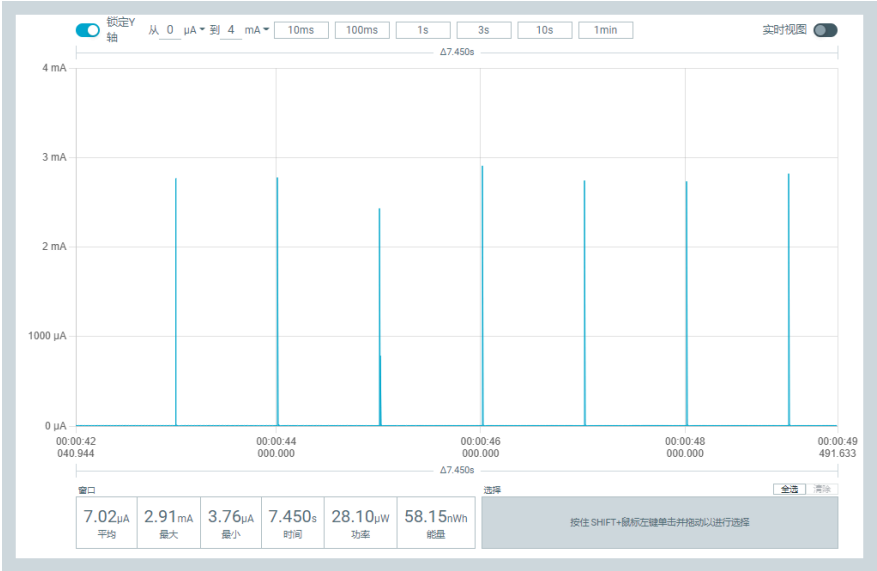 锁定Y轴 从 0 μA 到 4 mA 10ms 100ms 1s 3s 10s 1min 实时视图
Δ7.450s
4 mA
3 mA
2 mA
1000 μA
0 μA
00:00:42 00:00:44 00:00:46 00:00:48 00:00:49
040.944 000.000 000.000 000.000 491.633
Δ7.450s
窗口 选择 全选 清除
7.02μA 2.91mA 3.76μA 7.450s 28.10μW 58.15nWh
平均 最大 最小 时间 功率 能量
按住 SHIFT+鼠标左键单击并拖动以进行选择